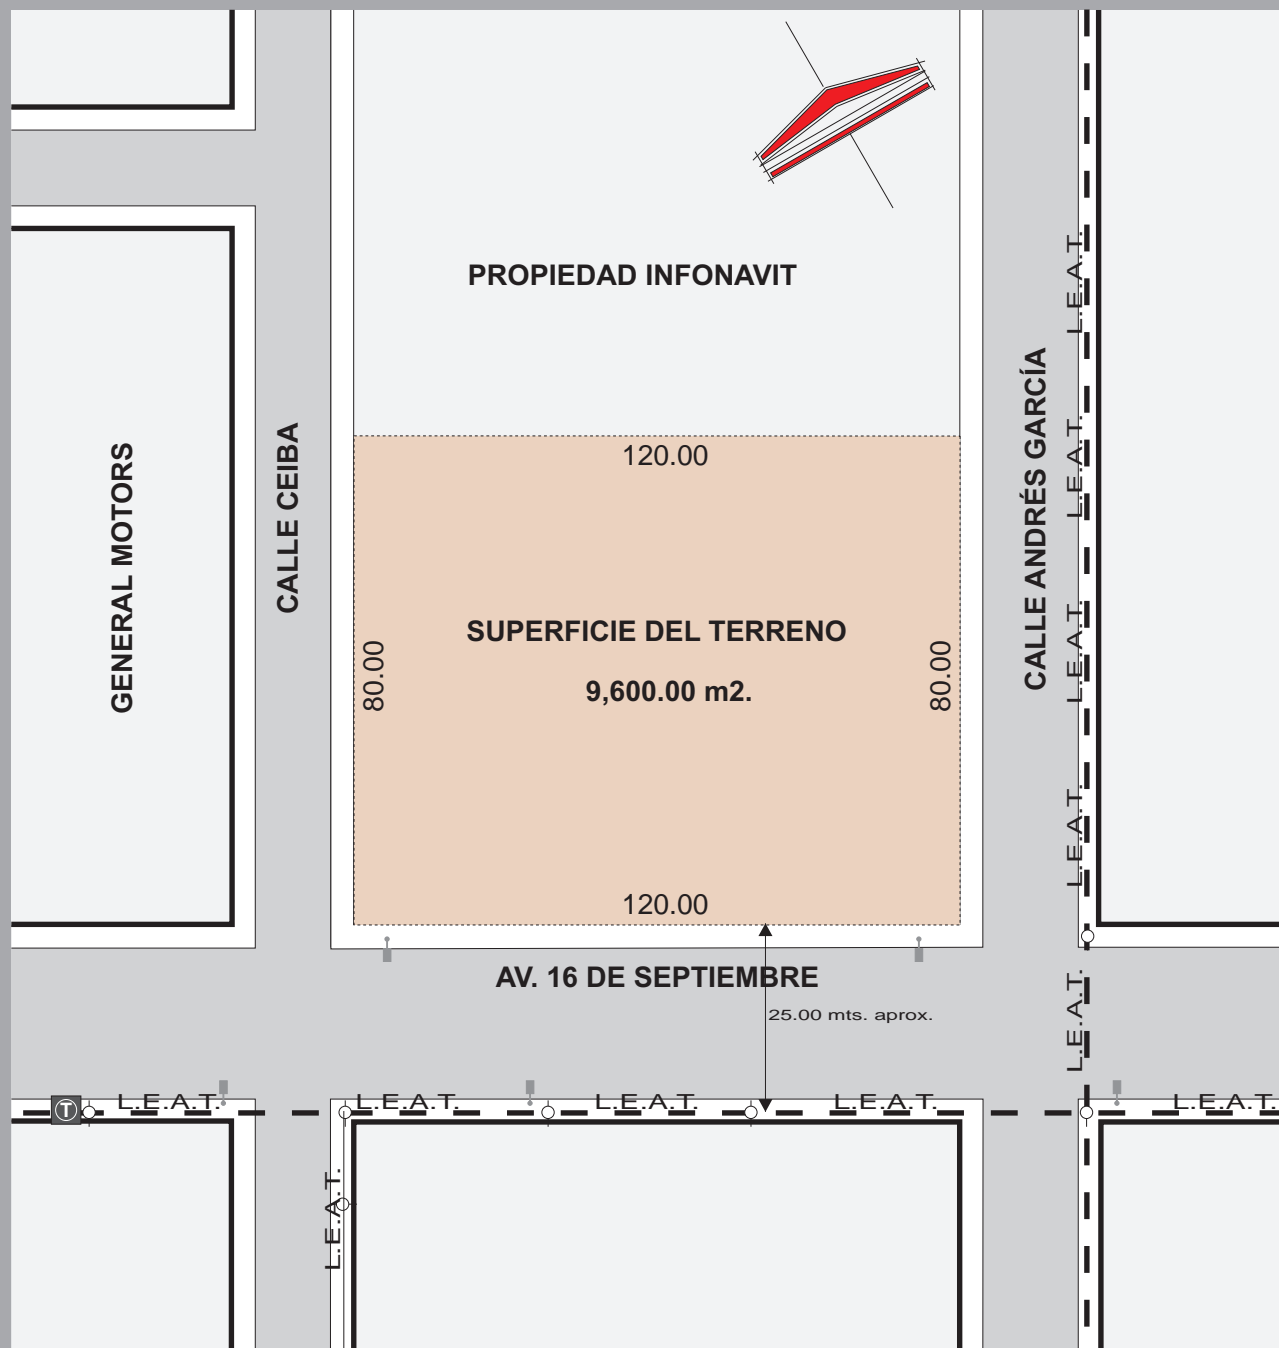 PROPIEDAD INFONAVIT
L.E.A.T.
CALLE ANDRÉS GARCÍA
L.E.A.T.
L.E.A.T.
L.E.A.T.
L.E.A.T.
GENERAL MOTORS
CALLE CEIBA
120.00
SUPERFICIE DEL TERRENO
9,600.00 m2.
80.00
80.00
120.00
AV. 16 DE SEPTIEMBRE
25.00 mts. aprox.
T
L.E.A.T.
L.E.A.T.
L.E.A.T.
L.E.A.T.
L.E.A.T.
L.E.A.T.